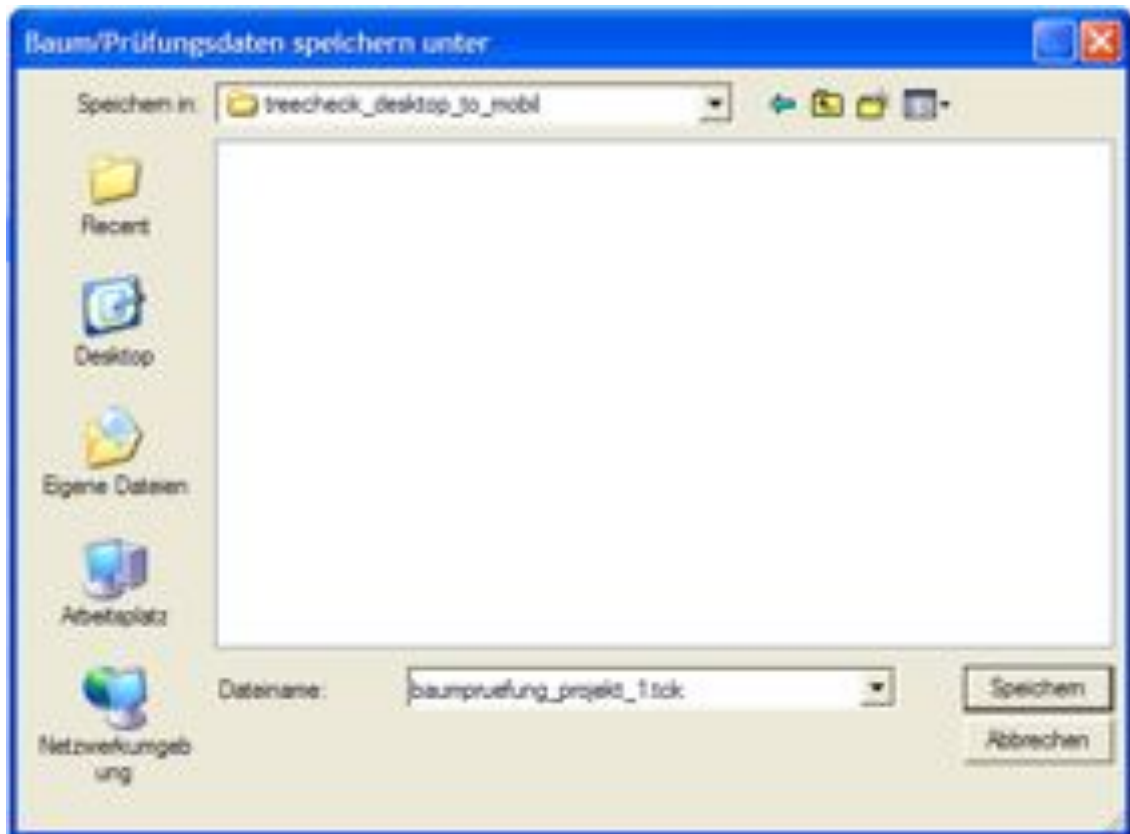 Baum/Prüfungsdaten speichern unter
Speichern in: treecheck_desktop_to_mobil
Recent
Desktop
Eigene Dateien
Arbeitsplatz
Netzwerkumgeb
ung
Dateiname: baumpruefung_projekt_1.tck
Speichern
Abbrechen